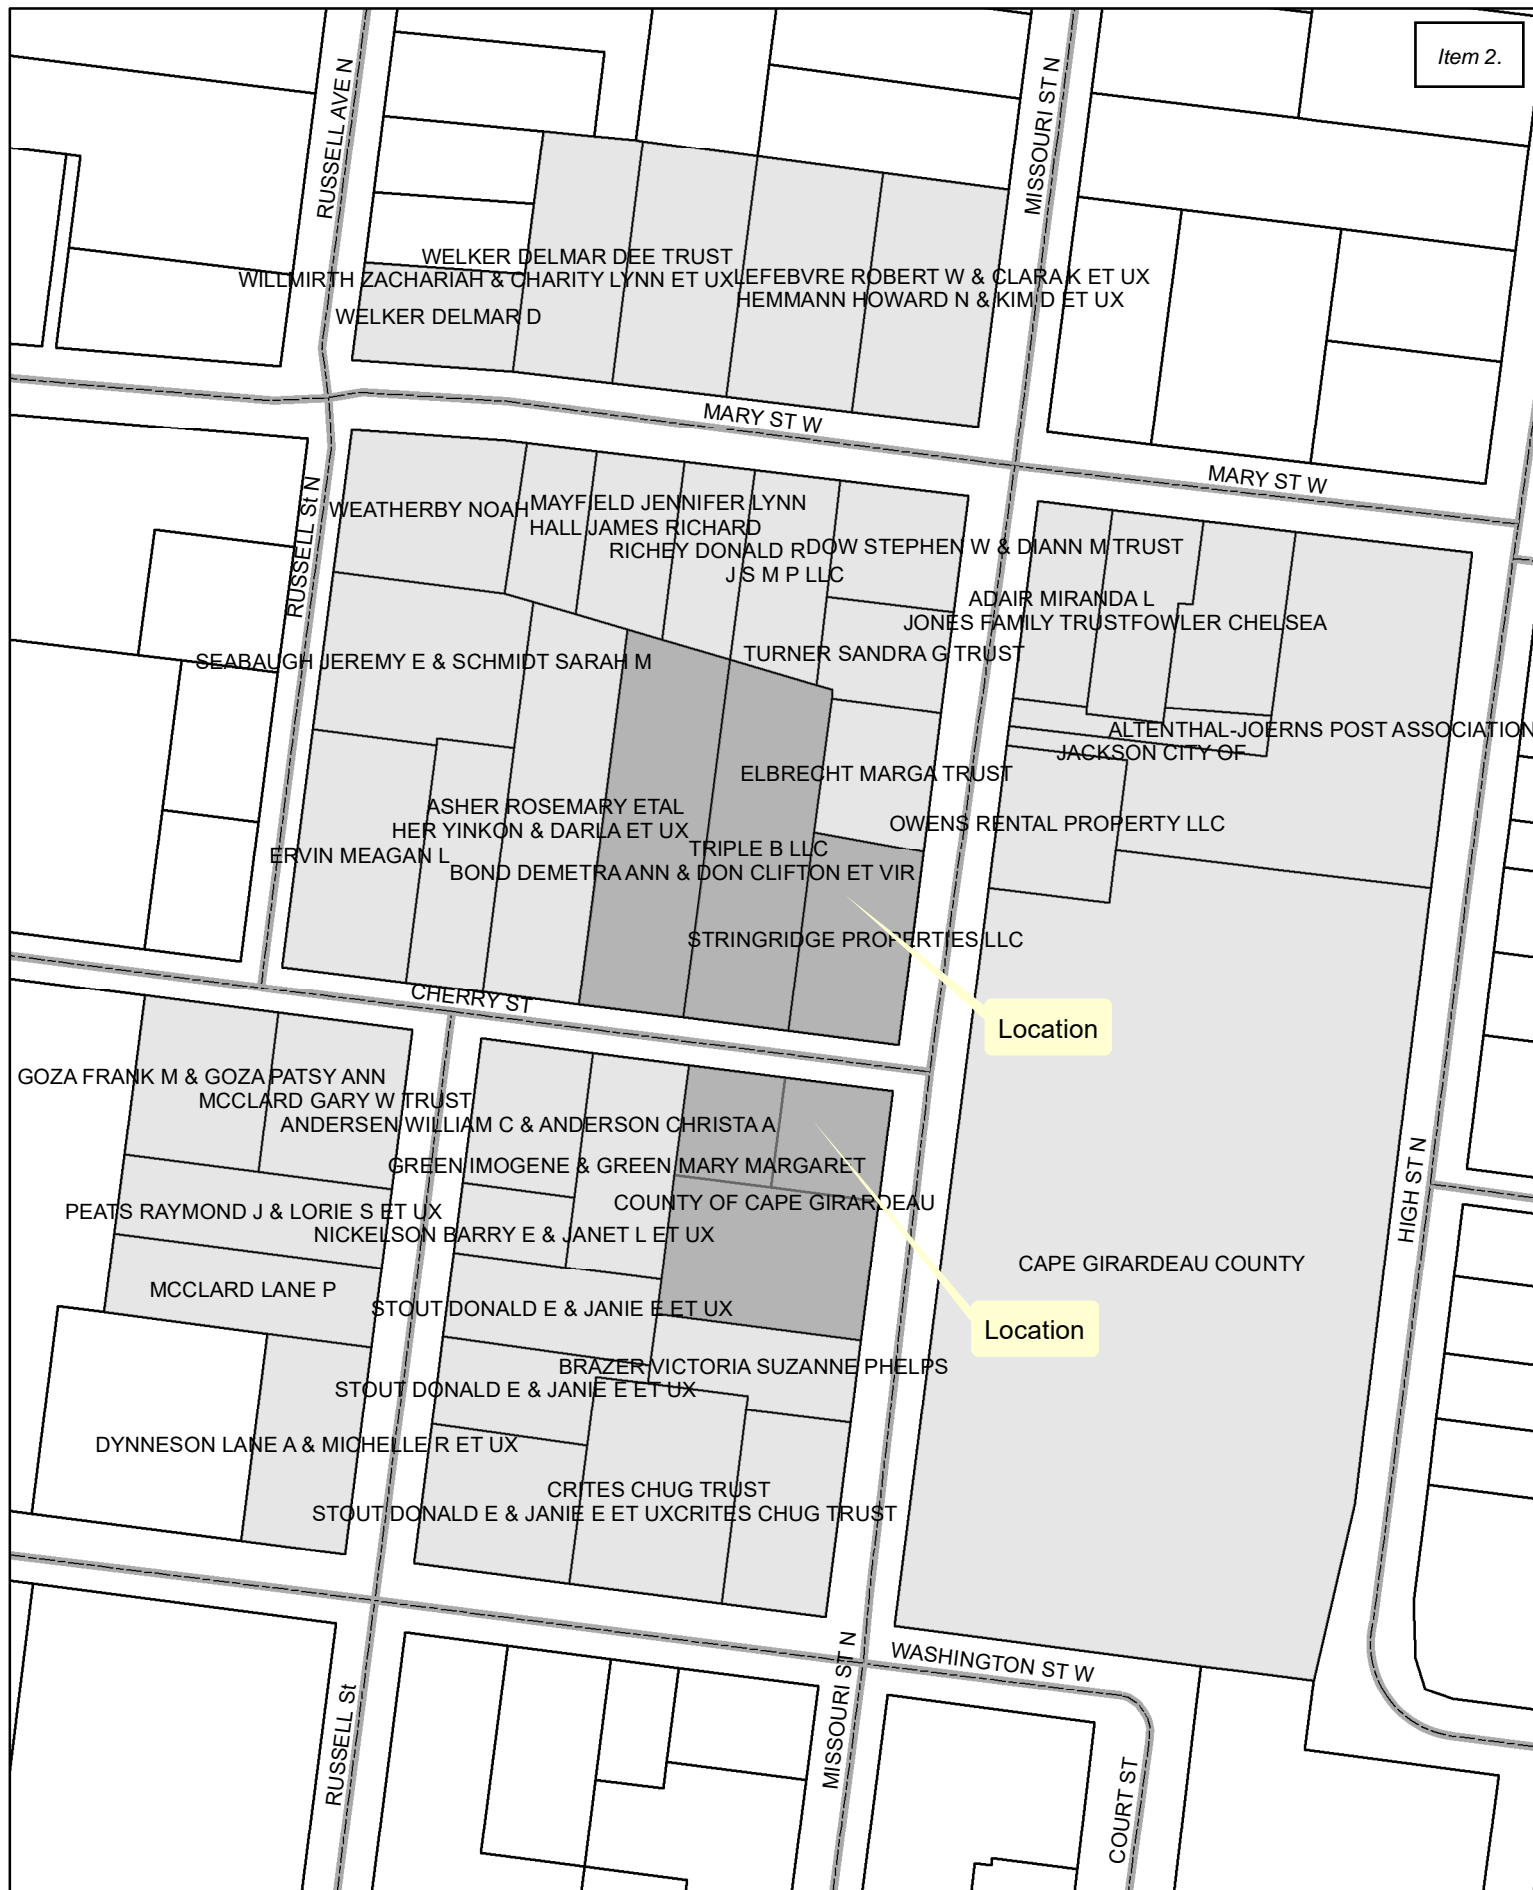 Item 2.
RUSSELL AVE N
MISSOURI ST N
WELKER DELMAR DEE TRUST
WILLMIRTH ZACHARIAH & CHARITY LYNN ET UX
LEFEBVRE ROBERT W & CLARA K ET UX
HEMMANN HOWARD N & KIM D ET UX
WELKER DELMAR D
MARY ST W
MARY ST W
RUSSELL St N
WEATHERBY NOAH
MAYFIELD JENNIFER LYNN
HALL JAMES RICHARD
RICHEY DONALD R
DOW STEPHEN W & DIANN M TRUST
J S M P LLC
ADAIR MIRANDA L
JONES FAMILY TRUST
FOWLER CHELSEA
SEABAUGH JEREMY E & SCHMIDT SARAH M
TURNER SANDRA G TRUST
ALTENTHAL-JOERNS POST ASSOCIATION
JACKSON CITY OF
ELBRECHT MARGA TRUST
ASHER ROSEMARY ETAL
HER YINKON & DARLA ET UX
OWENS RENTAL PROPERTY LLC
ERVIN MEAGAN L
TRIPLE B LLC
BOND DEMETRA ANN & DON CLIFTON ET VIR
STRINGRIDGE PROPERTIES LLC
CHERRY ST
Location
GOZA FRANK M & GOZA PATSY ANN
MCCLARD GARY W TRUST
ANDERSEN WILLIAM C & ANDERSON CHRISTA A
GREEN IMOGENE & GREEN MARY MARGARET
COUNTY OF CAPE GIRARDEAU
HIGH ST N
PEATS RAYMOND J & LORIE S ET UX
NICKELSON BARRY E & JANET L ET UX
CAPE GIRARDEAU COUNTY
MCCLARD LANE P
STOUT DONALD E & JANIE E ET UX
Location
BRAZER VICTORIA SUZANNE PHELPS
STOUT DONALD E & JANIE E ET UX
DYNNESON LANE A & MICHELLE R ET UX
CRITES CHUG TRUST
STOUT DONALD E & JANIE E ET UX
CRITES CHUG TRUST
WASHINGTON ST W
RUSSELL St
MISSOURI ST N
COURT ST